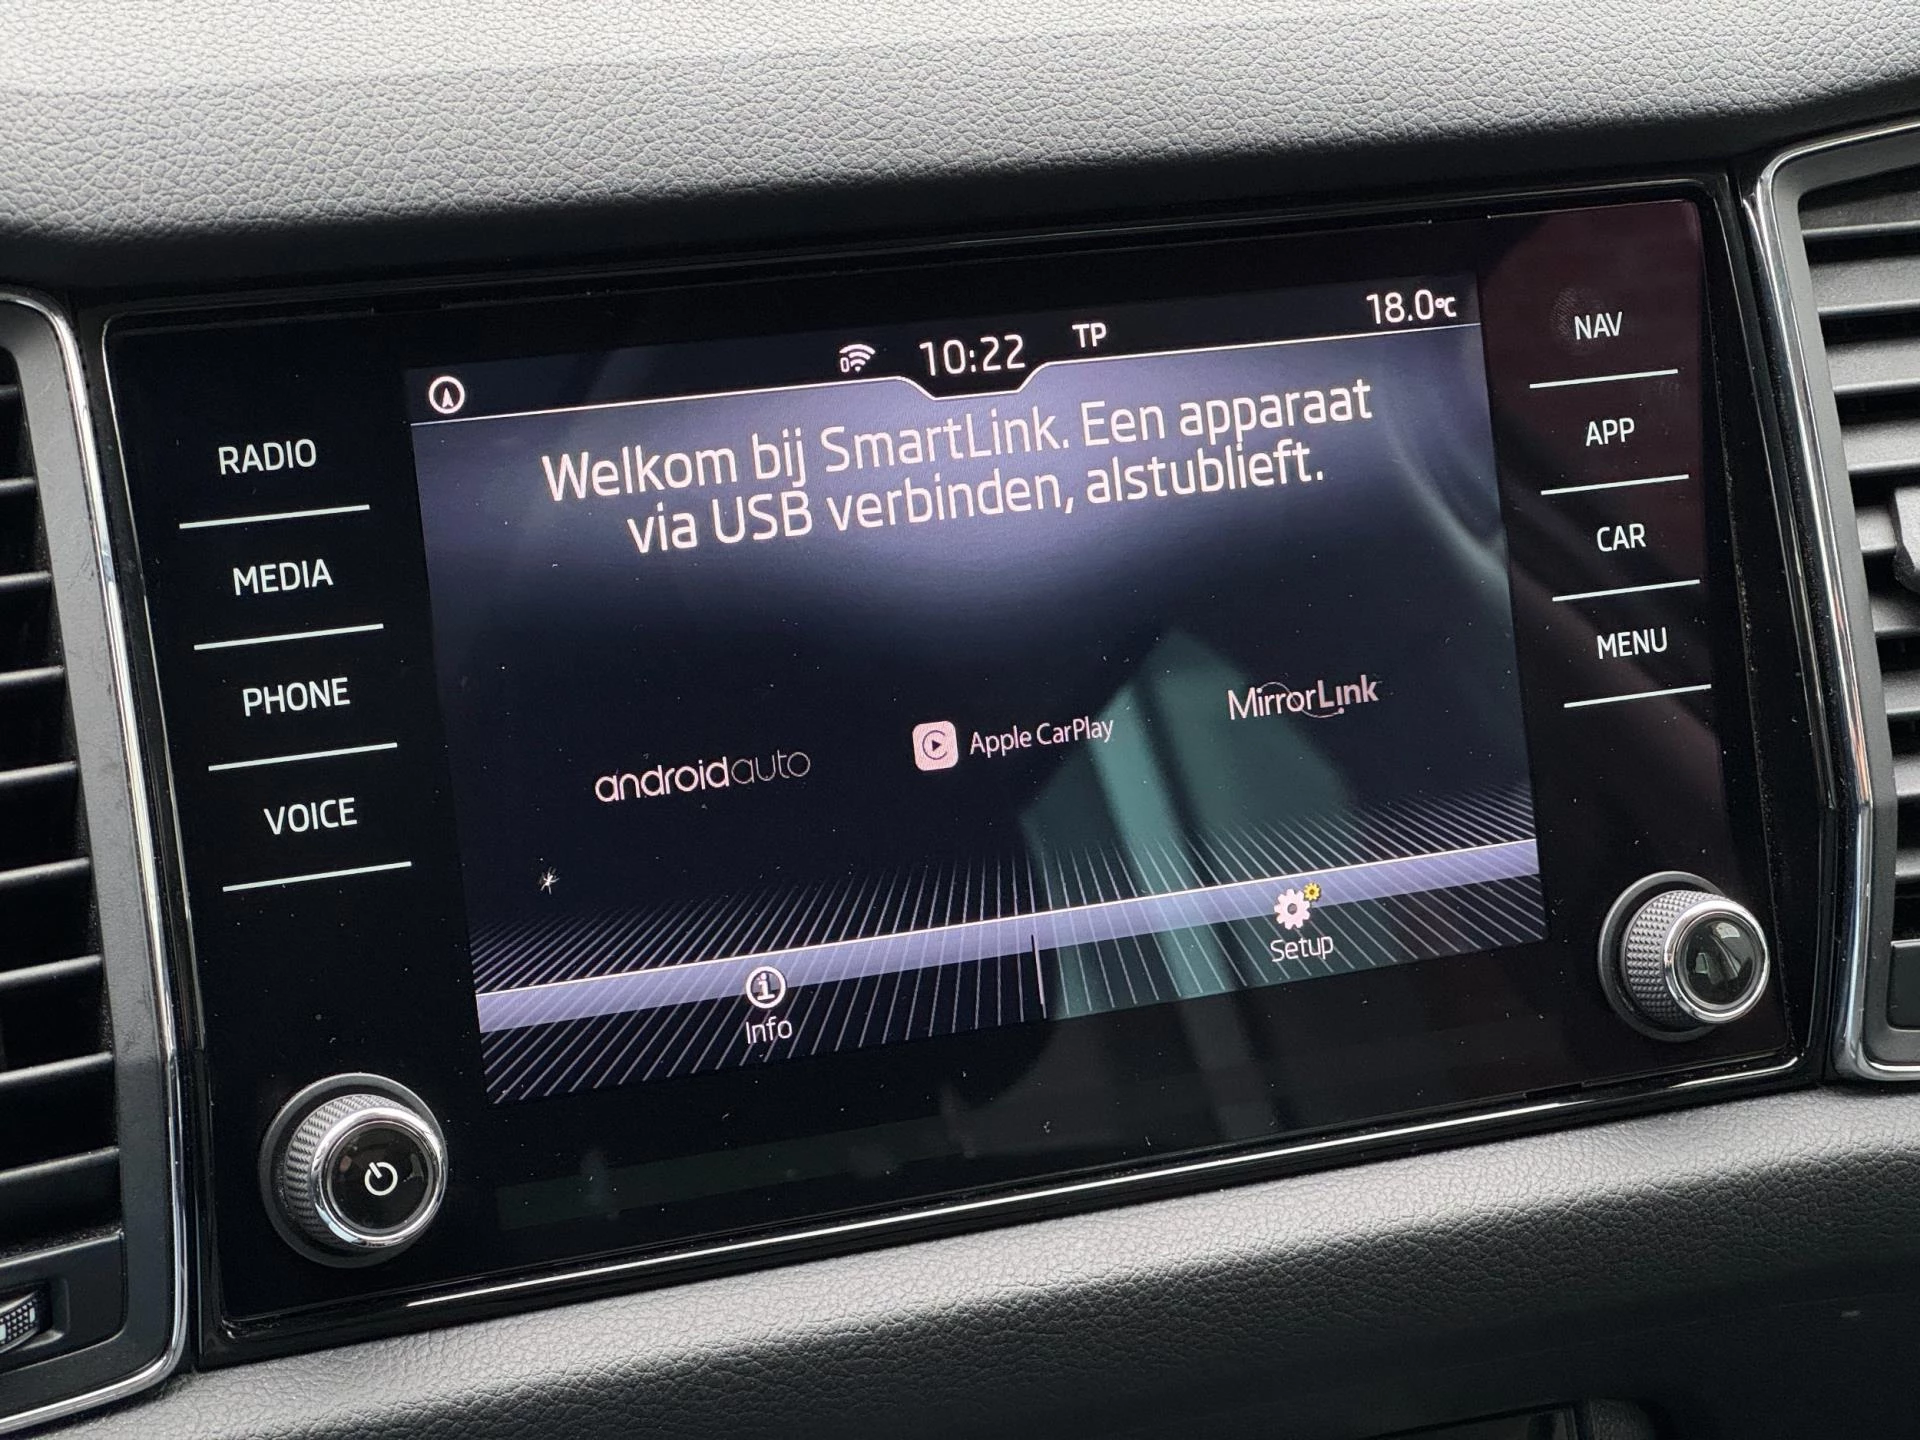 10:22
TP
18.0°C
Welkom bij SmartLink. Een apparaat
via USB verbinden, alstublieft.
androidauto
Apple CarPlay
MirrorLink
Info
Setup
RADIO
MEDIA
PHONE
VOICE
NAV
APP
CAR
MENU